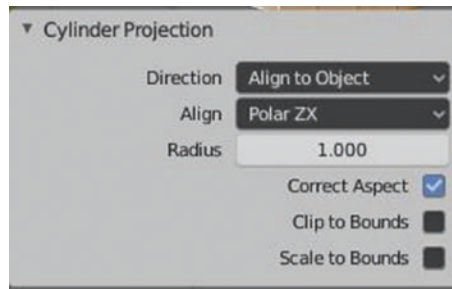 Cylinder Projection
Direction Align to Object
Align Polar ZX
Radius 1.000
Correct Aspect
Clip to Bounds
Scale to Bounds